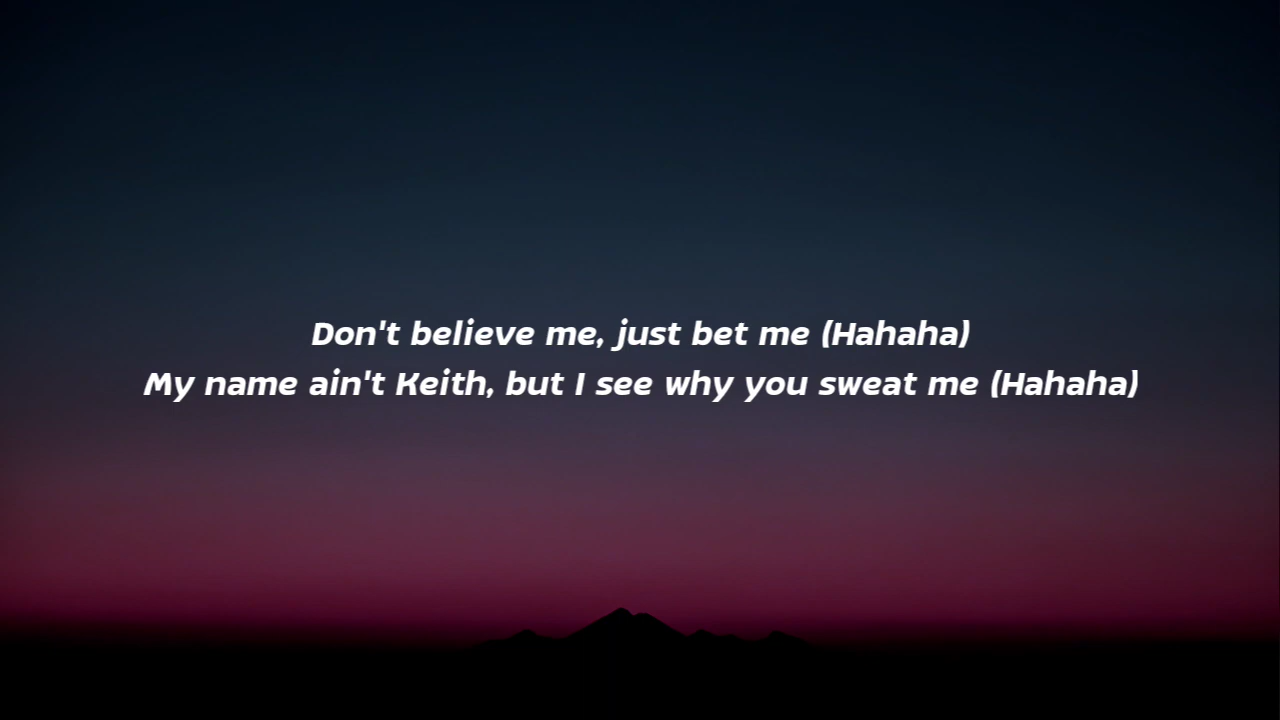 Don't believe me, just bet me (Hahaha)
My name ain't Keith, but I see why you sweat me (Hahaha)